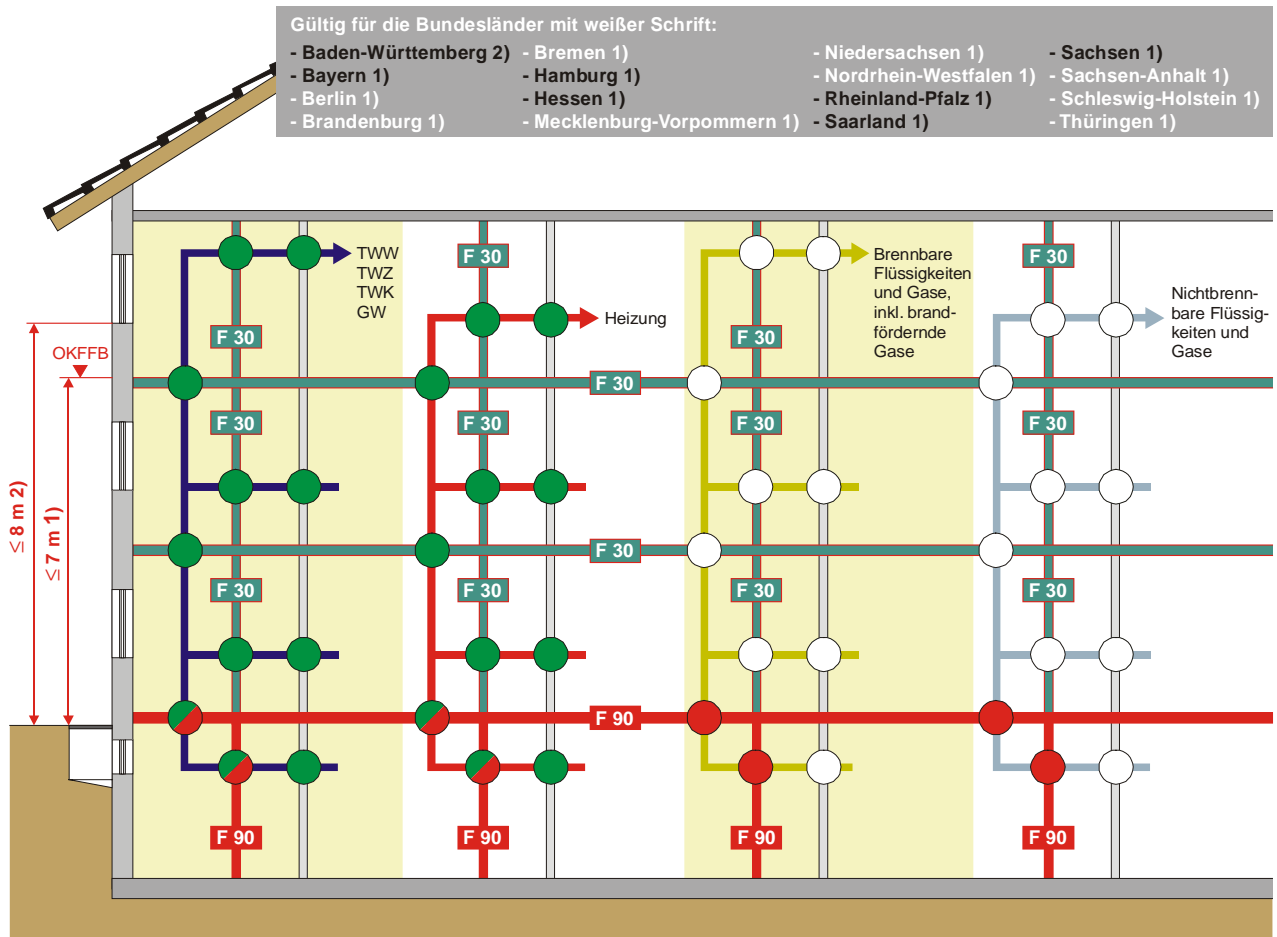 Gültig für die Bundesländer mit weißer Schrift:
- Baden-Württemberg 2)
- Bayern 1)
- Berlin 1)
- Brandenburg 1)
- Bremen 1)
- Hamburg 1)
- Hessen 1)
- Mecklenburg-Vorpommern 1)
- Niedersachsen 1)
- Nordrhein-Westfalen 1)
- Rheinland-Pfalz 1)
- Saarland 1)
- Sachsen 1)
- Sachsen-Anhalt 1)
- Schleswig-Holstein 1)
- Thüringen 1)
TWW
TWZ
TWK
GW
F 30
Brennbare
Flüssigkeiten
und Gase,
inkl. brand-
fördernde
Gase
F 30
Nichtbrenn-
bare Flüssig-
keiten und
Gase
Heizung
F 30
F 30
OKFFB
F 30
F 30
F 30
F 30
F 30
≤ 8 m 2)
≤ 7 m 1)
F 30
F 30
F 30
F 30
F 30
F 90
F 90
F 90
F 90
F 90